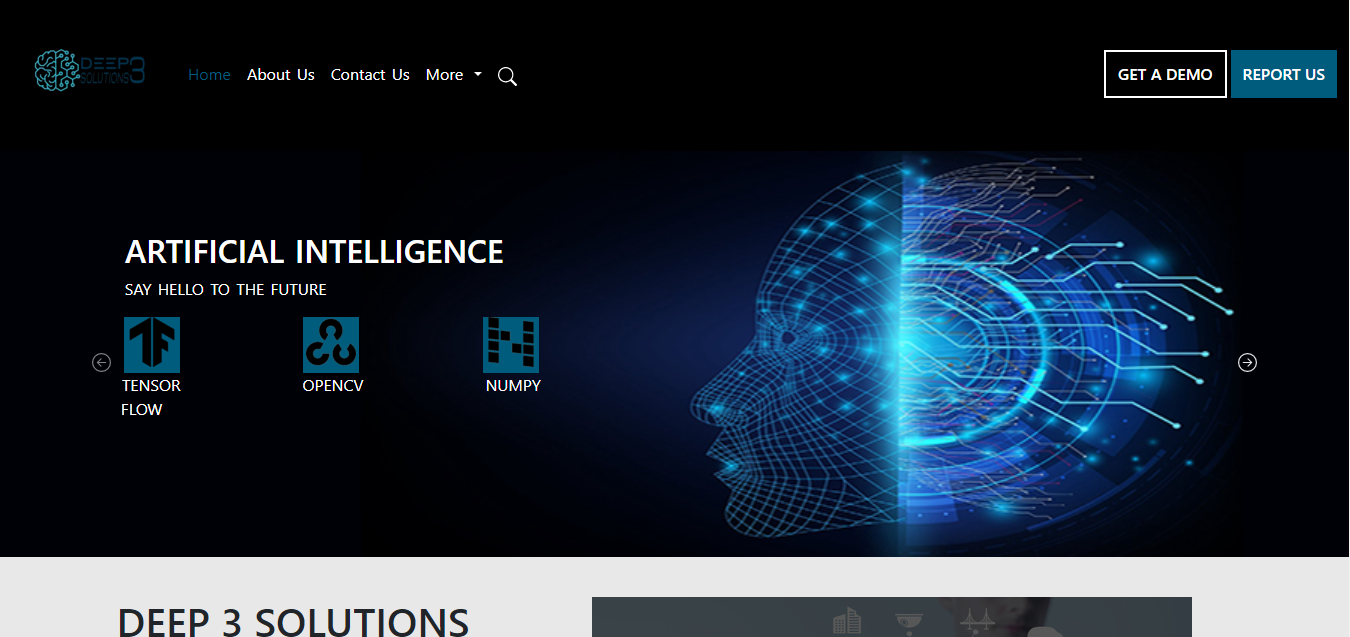 DEEP 3
SOLUTIONS
Home About Us Contact Us More
GET A DEMO REPORT US
ARTIFICIAL INTELLIGENCE
SAY HELLO TO THE FUTURE
TENSOR FLOW
OPENCV
NUMPY
DEEP 3 SOLUTIONS